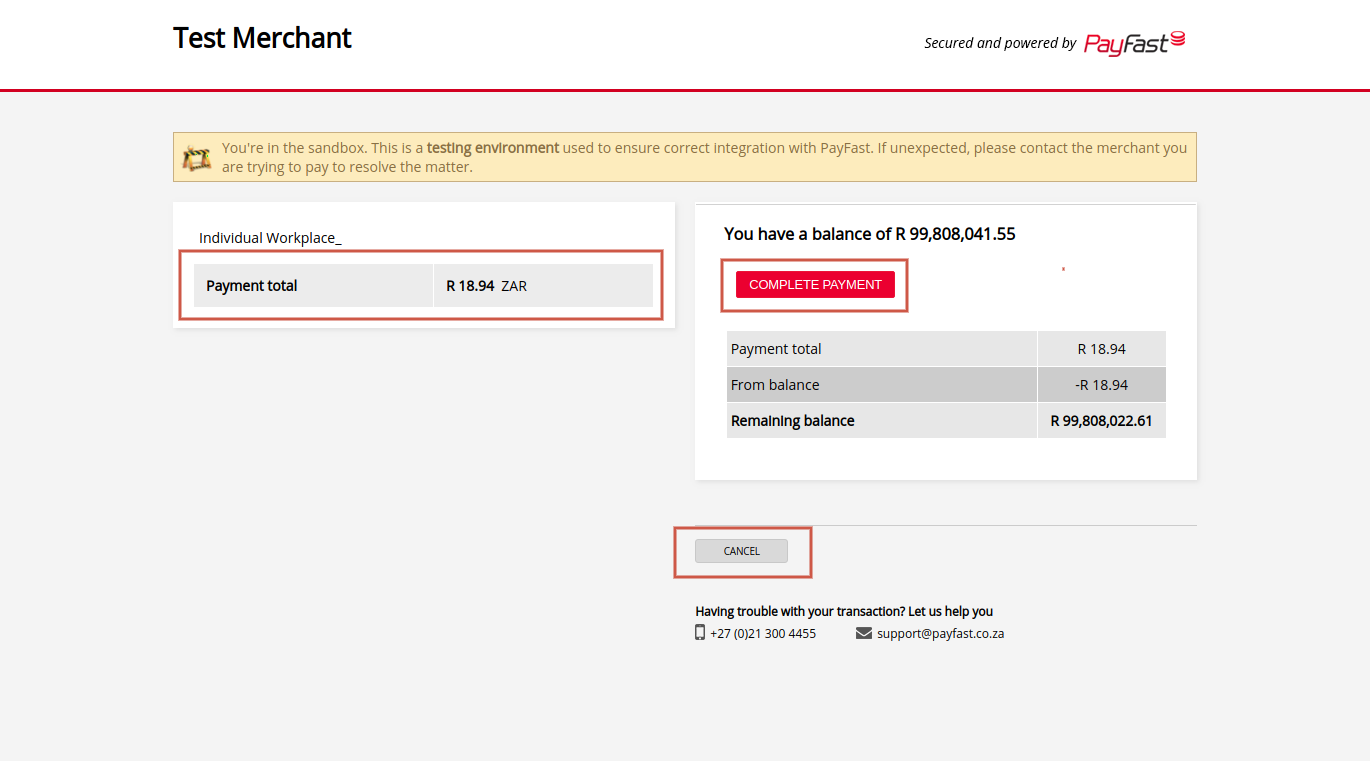 Test Merchant
Secured and powered by PayFast
You're in the sandbox. This is a testing environment used to ensure correct integration with PayFast. If unexpected, please contact the merchant you
are trying to pay to resolve the matter.
Individual Workplace_
Payment total R 18.94 ZAR
You have a balance of R 99,808,041.55
COMPLETE PAYMENT
Payment total R 18.94
From balance -R 18.94
Remaining balance R 99,808,022.61
CANCEL
Having trouble with your transaction? Let us help you
+27 (0)21 300 4455 support@payfast.co.za